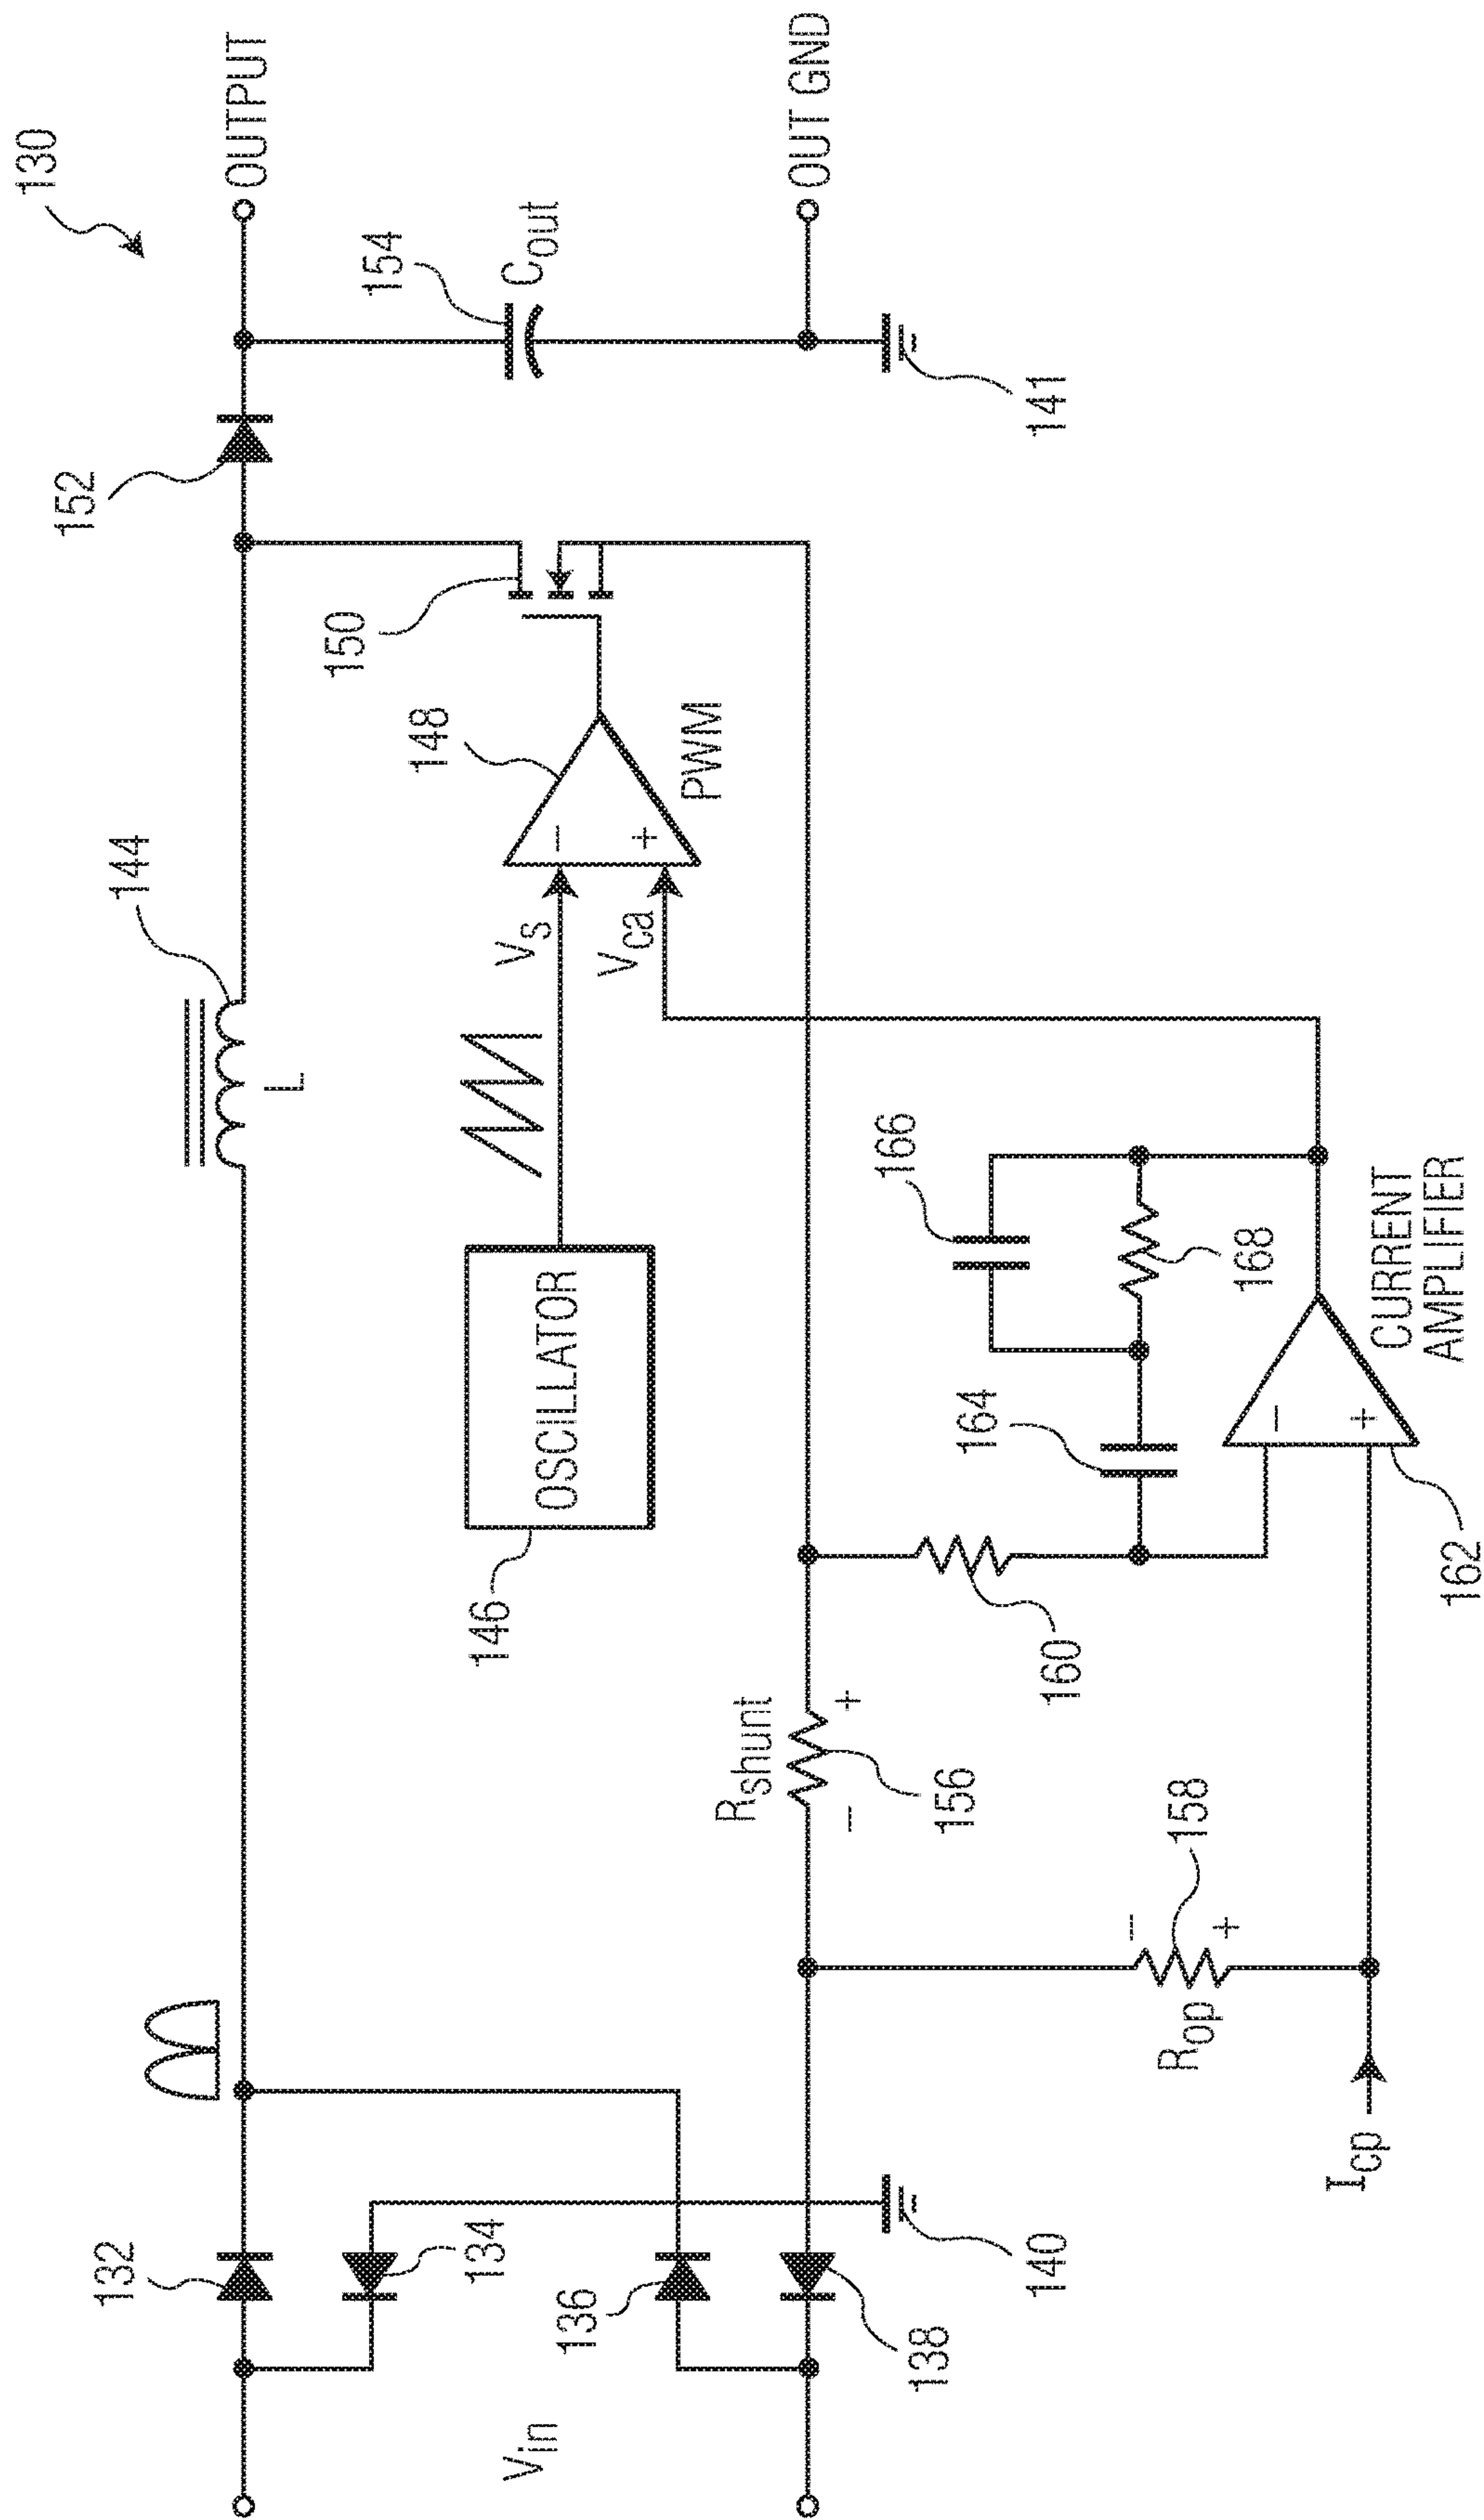 130
OUTPUT
OUT GND
154
Cout
141
152
150
148
PWM
144
L
Vs
Vca
- 
+
OSCILLATOR
146
166
168
164
-
+
CURRENT
AMPLIFIER
162
160
Rshunt
- +
156
158
- +
Rop
Icp
132
134
136
138
140
Vin